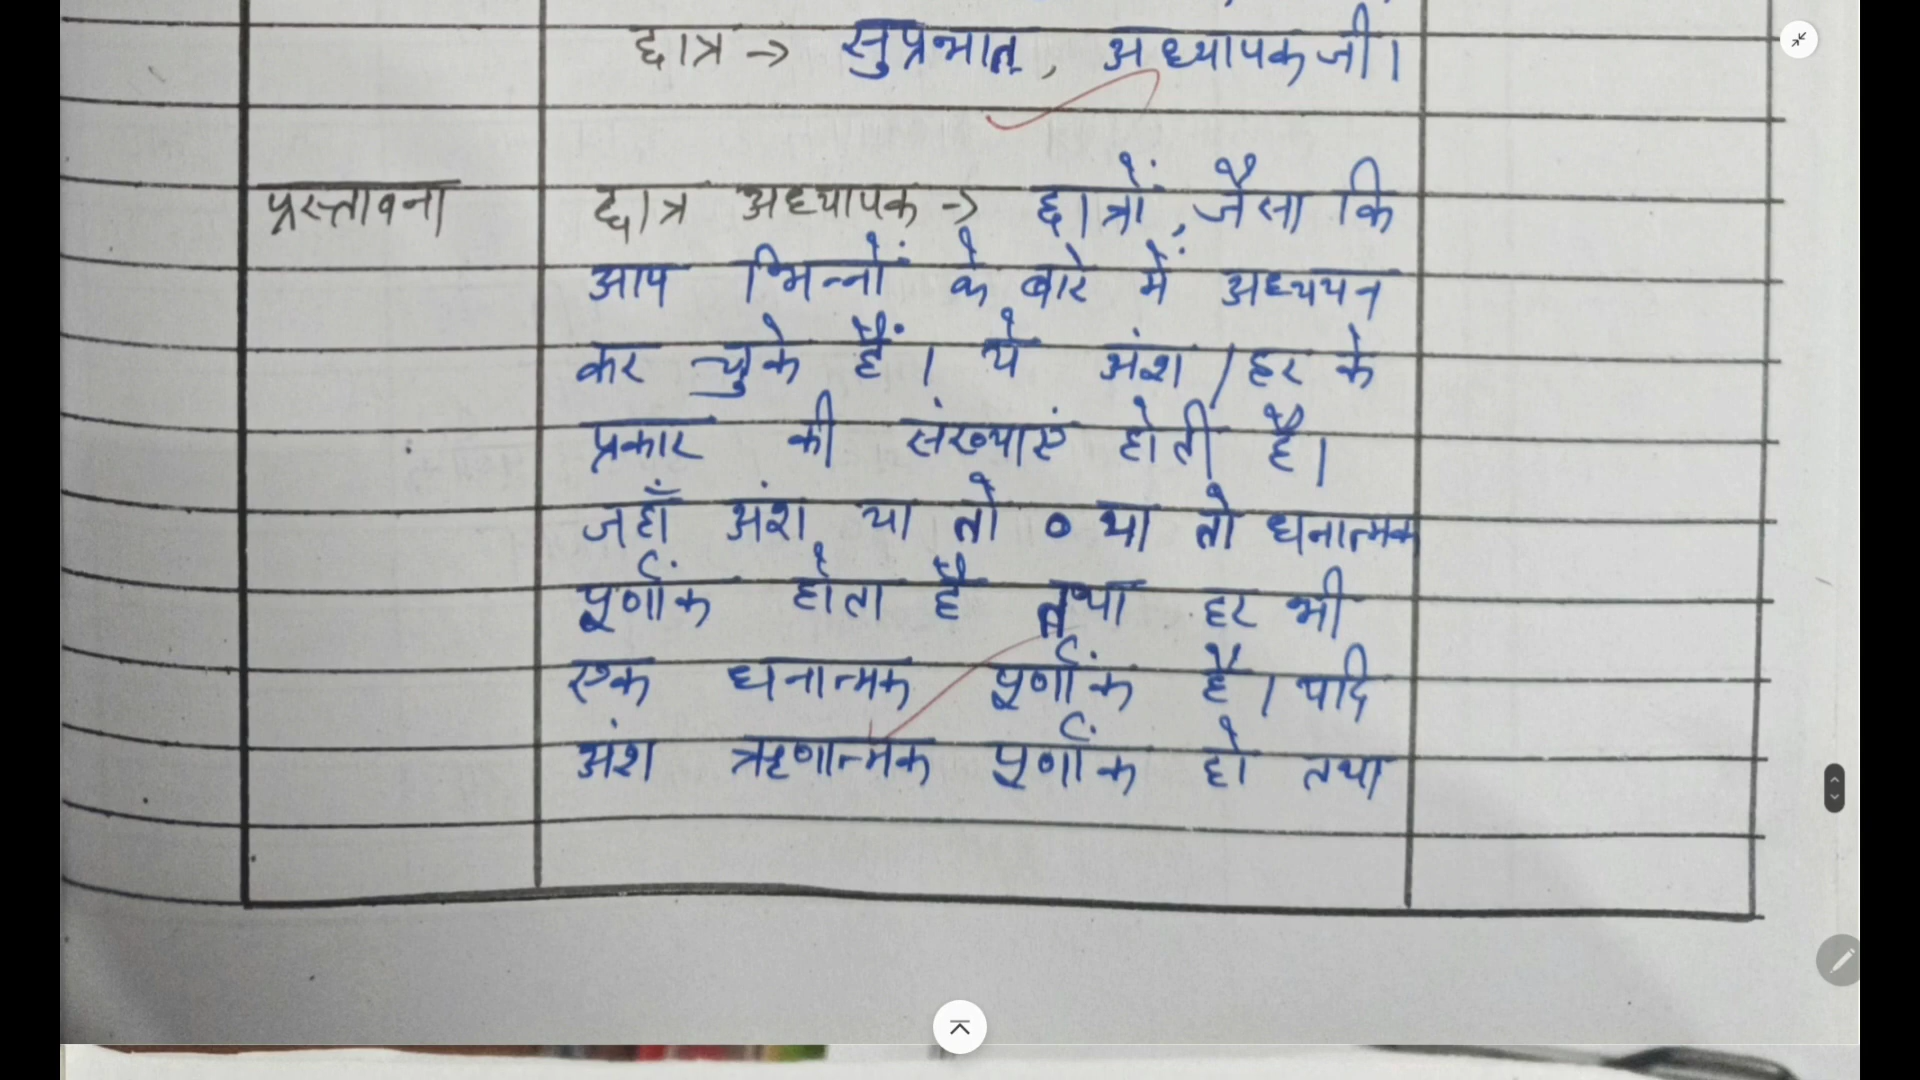 छात्र → सुप्रभात, अध्यापक जी।
प्रस्तावना छात्र अध्यापक → छात्रों, जैसा कि
आप भिन्नों के बारे में अध्ययन
कर चुके हैं। ये अंश / हर के
प्रकार की संख्याएं होती है।
जहाँ अंश या तो 0 या तो धनात्मक
पूर्णांक होता है तथा हर भी
एक धनात्मक पूर्णांक है। यदि
अंश ऋणात्मक पूर्णांक हो तथा